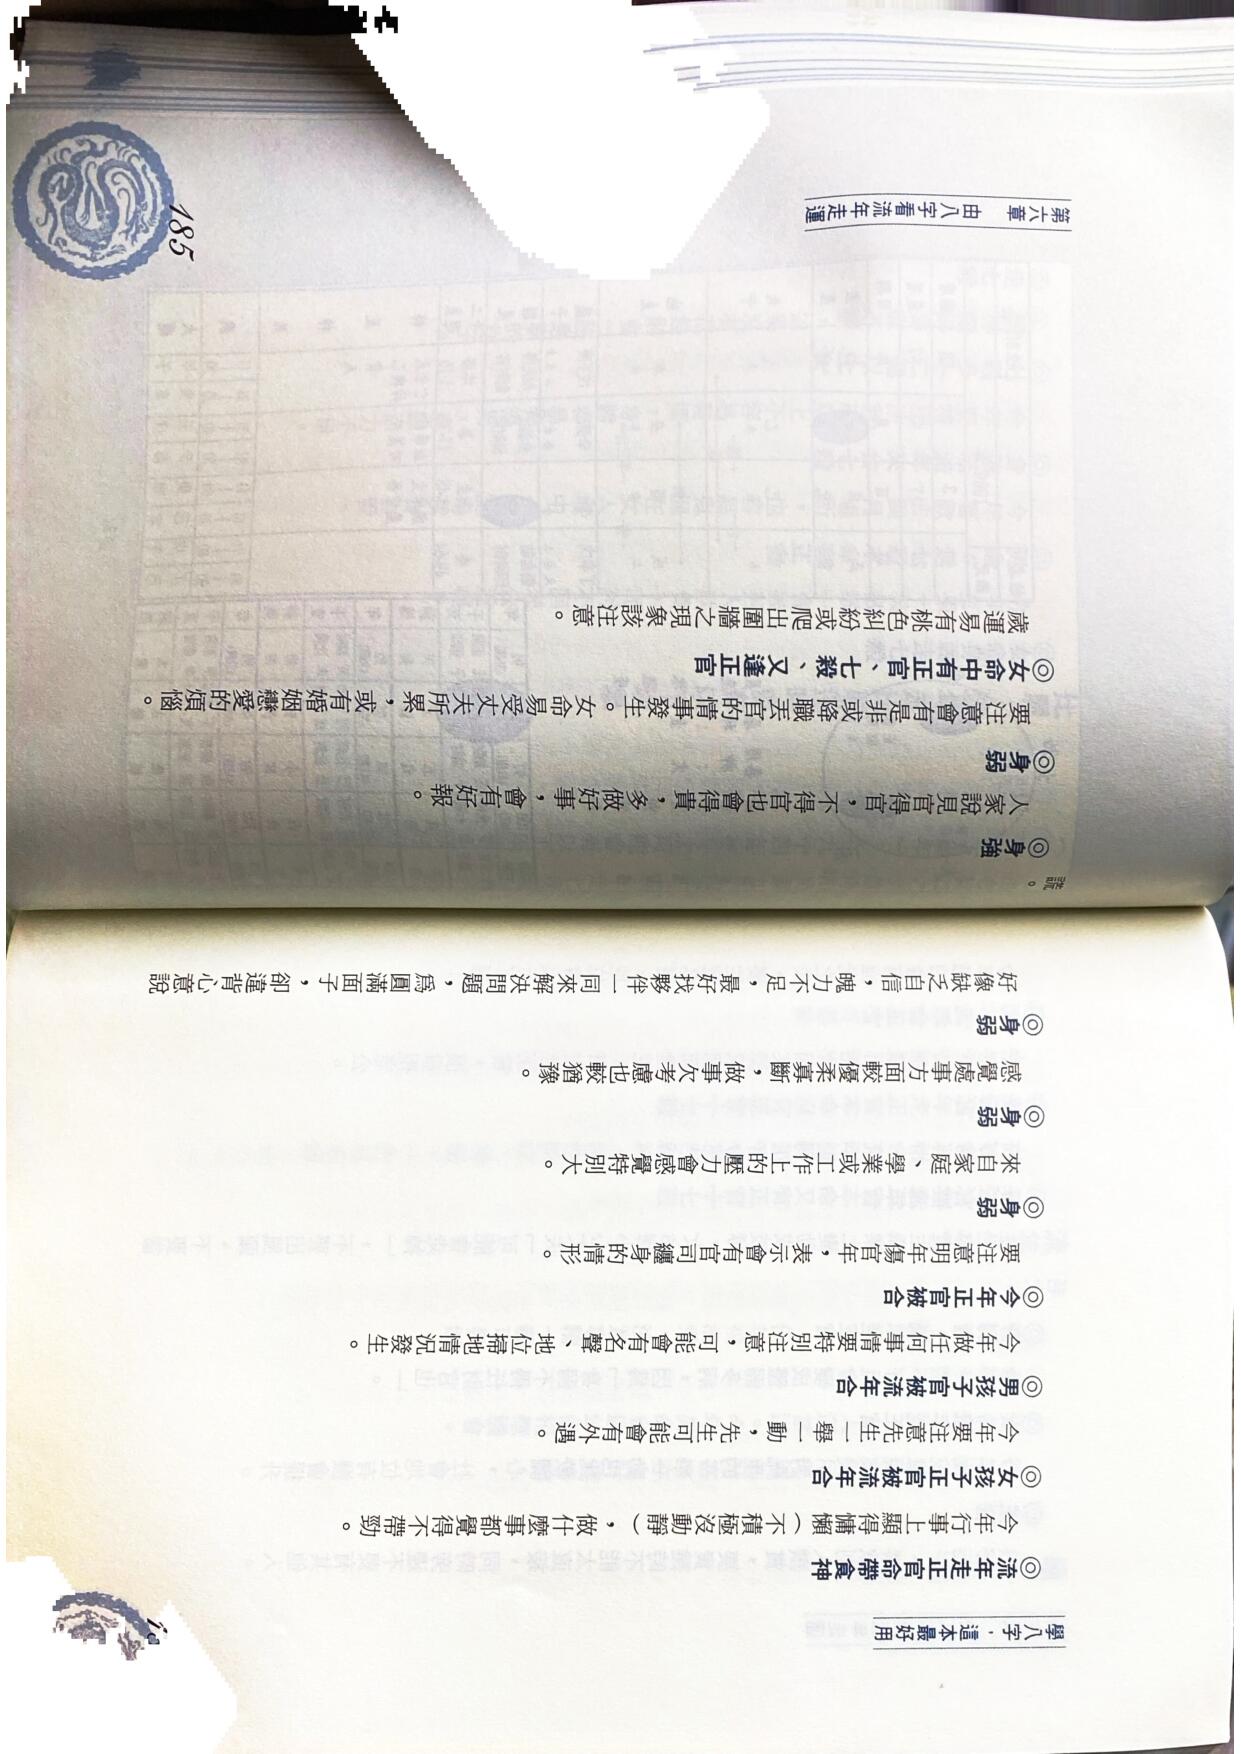 學八字，這本最好用
◎流年走正官命帶食神
今年行事上顯得慵懶（不積極沒動靜），做什麼事都覺得不帶勁。
◎女孩子正官被流年合
今年要注意先生一舉一動，先生可能會有外遇。
◎男孩子官被流年合
今年做任何事情要特別注意，可能會有名聲、地位掃地情況發生。
◎今年正官被合
要注意明年傷官年，表示會有官司纏身的情形。
◎身弱
來自家庭、學業或工作上的壓力會感覺特別大。
◎身弱
感覺處事方面較優柔寡斷，做事欠考慮也較猶豫。
◎身弱
好像缺乏自信，魄力不足，最好找夥伴一同來解決問題，為圓滿面子，卻違背心意說
謊。
◎身強
人家說見官得官，不得官也會得貴，多做好事，會有好報。
◎身弱
要注意會有是非或降職丟官的情事發生。女命易受丈夫所累，或有婚姻戀愛的煩惱。
◎女命中有正官、七殺、又逢正官
歲運易有桃色糾紛或爬出圍牆之現象該注意。
第六章　由八字看流年走運
185